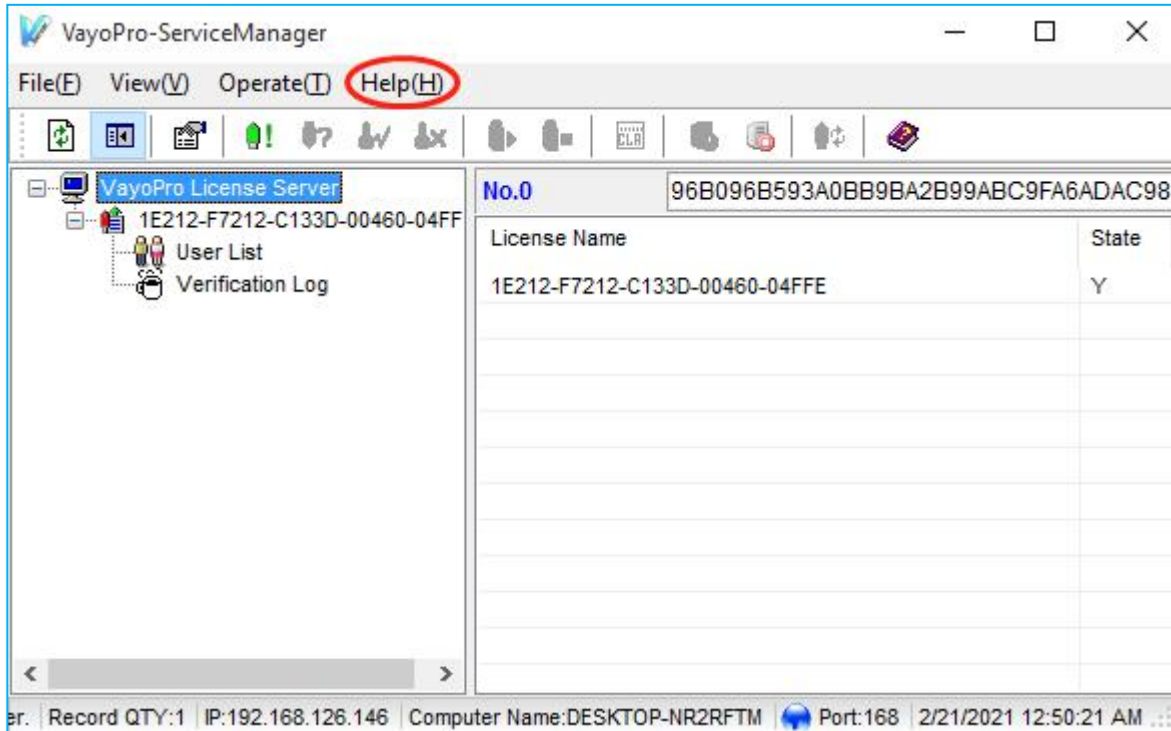 VayoPro-ServiceManager
File(F) View(V) Operate(T) Help(H)
CLR
VayoPro License Server
1E212-F7212-C133D-00460-04FF
User List
Verification Log
No.0 96B096B593A0BB9BA2B99ABC9FA6ADAC98
License Name State
1E212-F7212-C133D-00460-04FFE Y
er. Record QTY:1 IP:192.168.126.146 Computer Name:DESKTOP-NR2RFTM Port:168 2/21/2021 12:50:21 AM